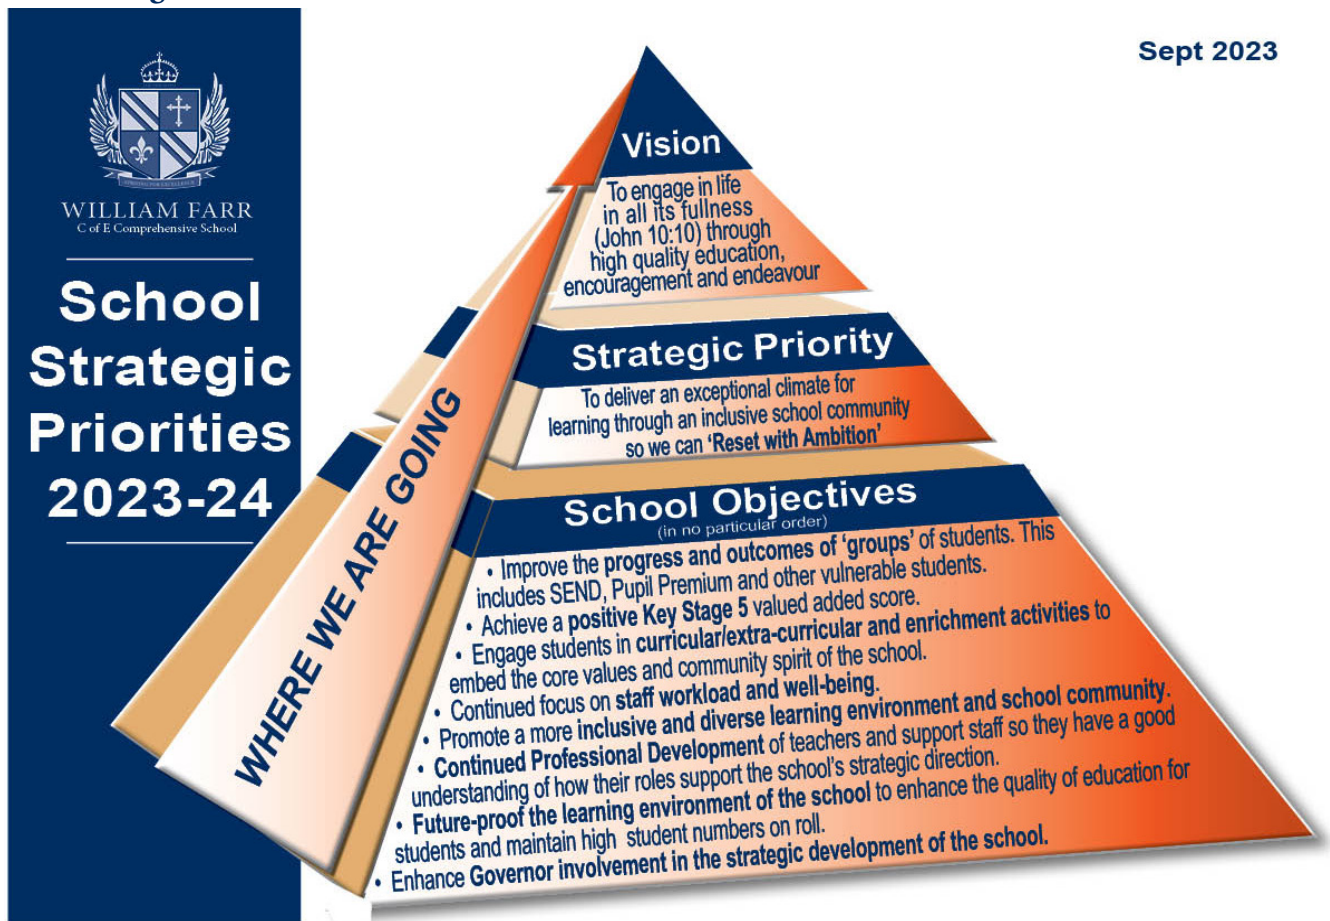 Sept 2023
WILLIAM FARR
C of E Comprehensive School
School
Strategic
Priorities
2023-24
WHERE WE ARE GOING
Vision
To engage in life
in all its fullness
(John 10:10) through
high quality education,
encouragement and endeavour
Strategic Priority
To deliver an exceptional climate for
learning through an inclusive school community
so we can ‘Reset with Ambition’
School Objectives
(in no particular order)
• Improve the progress and outcomes of ‘groups’ of students. This
includes SEND, Pupil Premium and other vulnerable students.
• Achieve a positive Key Stage 5 valued added score.
• Engage students in curricular/extra-curricular and enrichment activities to
embed the core values and community spirit of the school.
• Continued focus on staff workload and well-being.
• Promote a more inclusive and diverse learning environment and school community.
• Continued Professional Development of teachers and support staff so they have a good
understanding of how their roles support the school’s strategic direction.
• Future-proof the learning environment of the school to enhance the quality of education for
students and maintain high student numbers on roll.
• Enhance Governor involvement in the strategic development of the school.